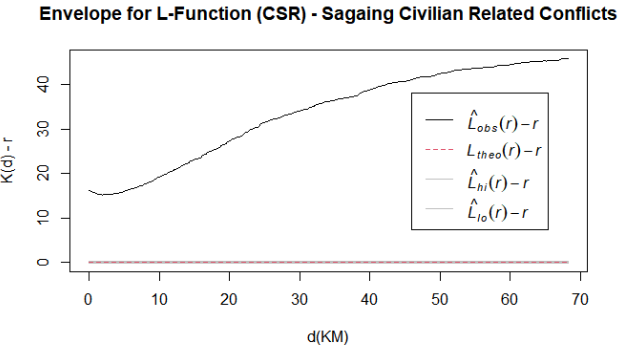 Envelope for L-Function (CSR) - Sagaing Civilian Related Conflicts
K(d) - r
40
30
20
10
0
L̂obs(r) − r
Ltheo(r) − r
L̂hi(r) − r
L̂lo(r) − r
0 10 20 30 40 50 60 70
d(KM)